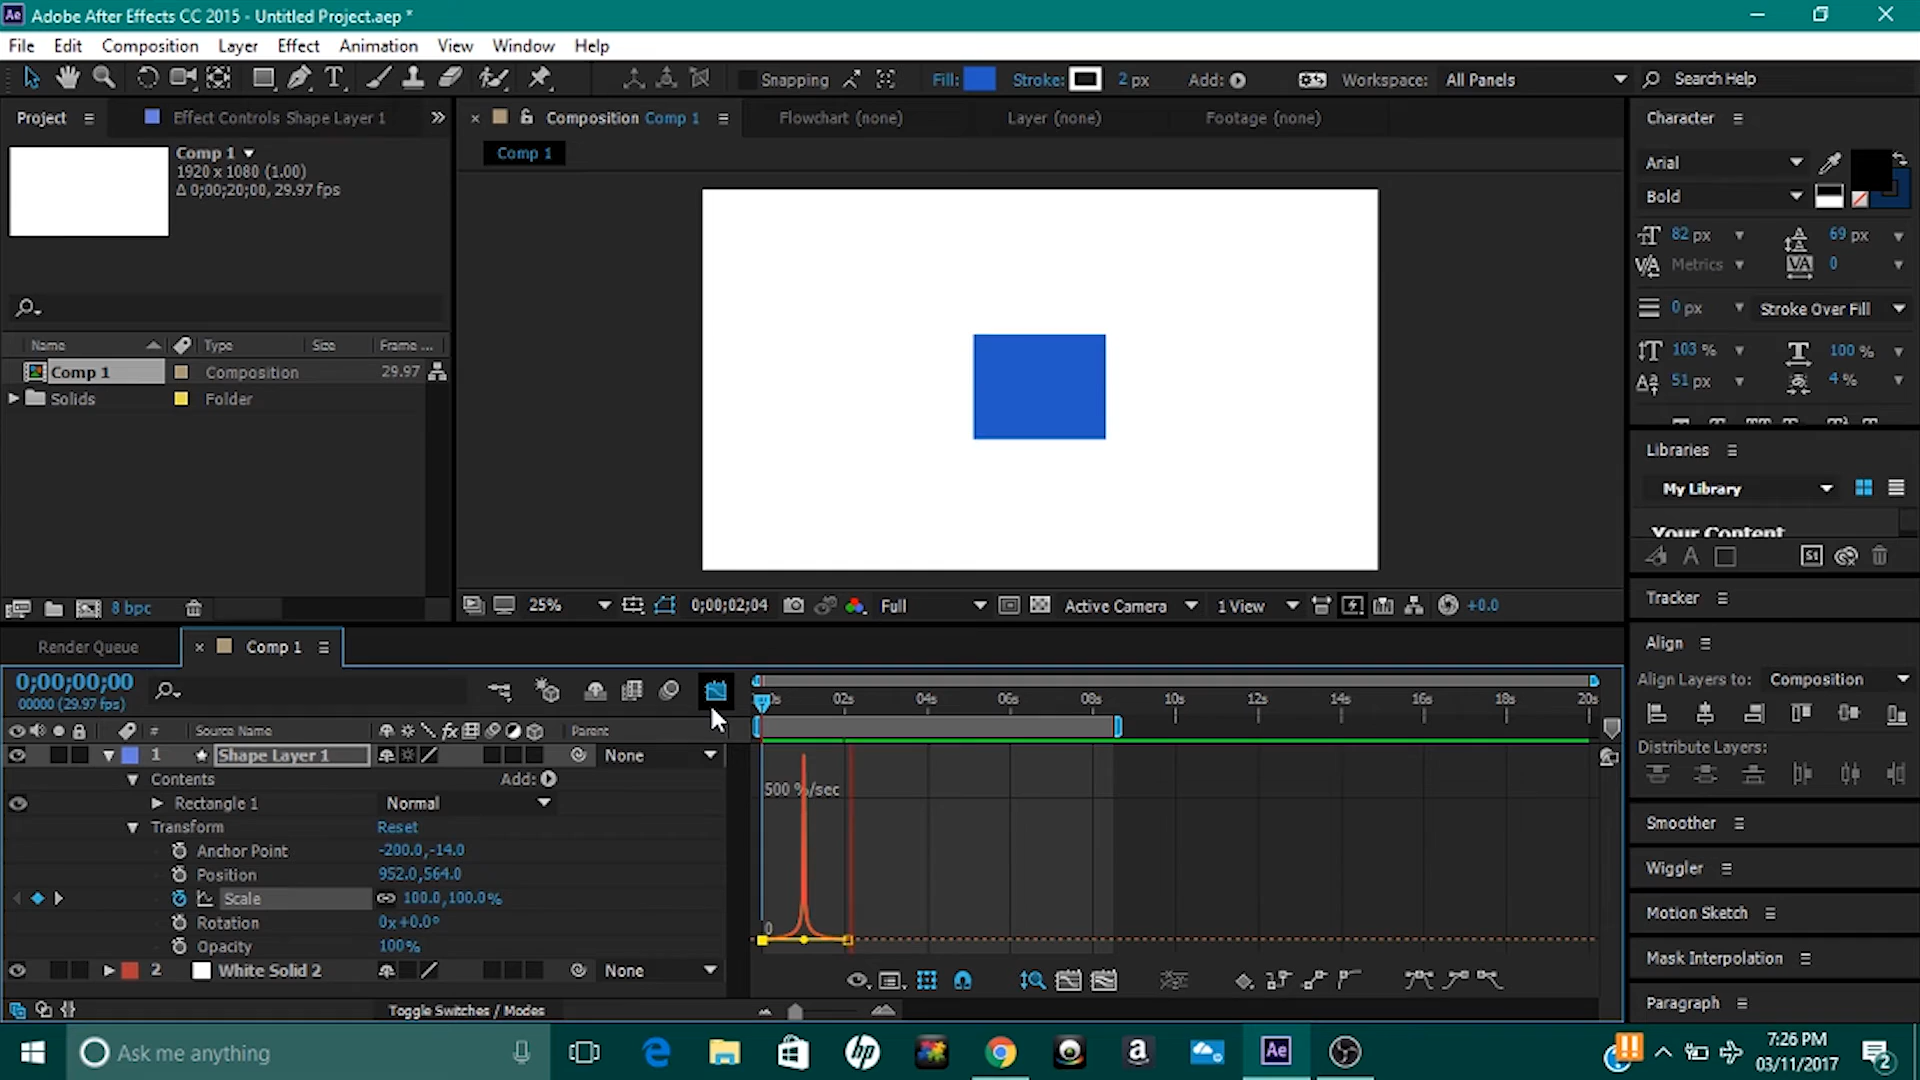 Ae Adobe After Effects CC 2015 - Untitled Project.aep *
File Edit Composition Layer Effect Animation View Window Help
Snapping Fill: Stroke: 2 px Add: Workspace: All Panels Search Help
Project Effect Controls Shape Layer 1 Composition Comp 1 Flowchart (none) Layer (none) Footage (none) Character
Comp 1
1920 x 1080 (1.00)
Δ 0;00;20;00, 29.97 fps
Comp 1
Arial
Bold
82 px 69 px
Metrics 0
0 px Stroke Over Fill
103 % 100 %
51 px 4 %
Name Type Size Frame ...
Comp 1 Composition 29.97
Solids Folder
Libraries
My Library
Your Content
8 bpc 25% 0;00;02;04 Full Active Camera 1 View +0.0
Tracker
Render Queue Comp 1
Align
Align Layers to: Composition
0;00;00;00
00000 (29.97 fps)
02s 04s 06s 08s 10s 12s 14s 16s 18s 20s
# Source Name Parent
Distribute Layers:
1 Shape Layer 1 None
Contents Add:
Rectangle 1 Normal
Transform Reset
Anchor Point -200.0,-14.0
Position 952.0,564.0
Scale 100.0,100.0%
Rotation 0x+0.0°
Opacity 100%
2 White Solid 2 None
500 %/sec
0
Smoother
Wiggler
Motion Sketch
Mask Interpolation
Paragraph
Toggle Switches / Modes
Ask me anything
hp
a
Ae
7:26 PM
03/11/2017
2